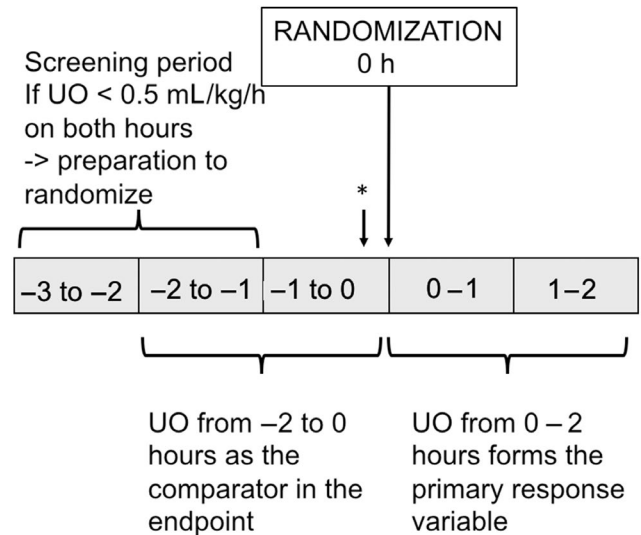 RANDOMIZATION
0 h
Screening period
If UO < 0.5 mL/kg/h
on both hours
-> preparation to
randomize
*
–3 to –2
–2 to –1
–1 to 0
0–1
1–2
UO from –2 to 0
hours as the
comparator in the
endpoint
UO from 0 – 2
hours forms the
primary response
variable